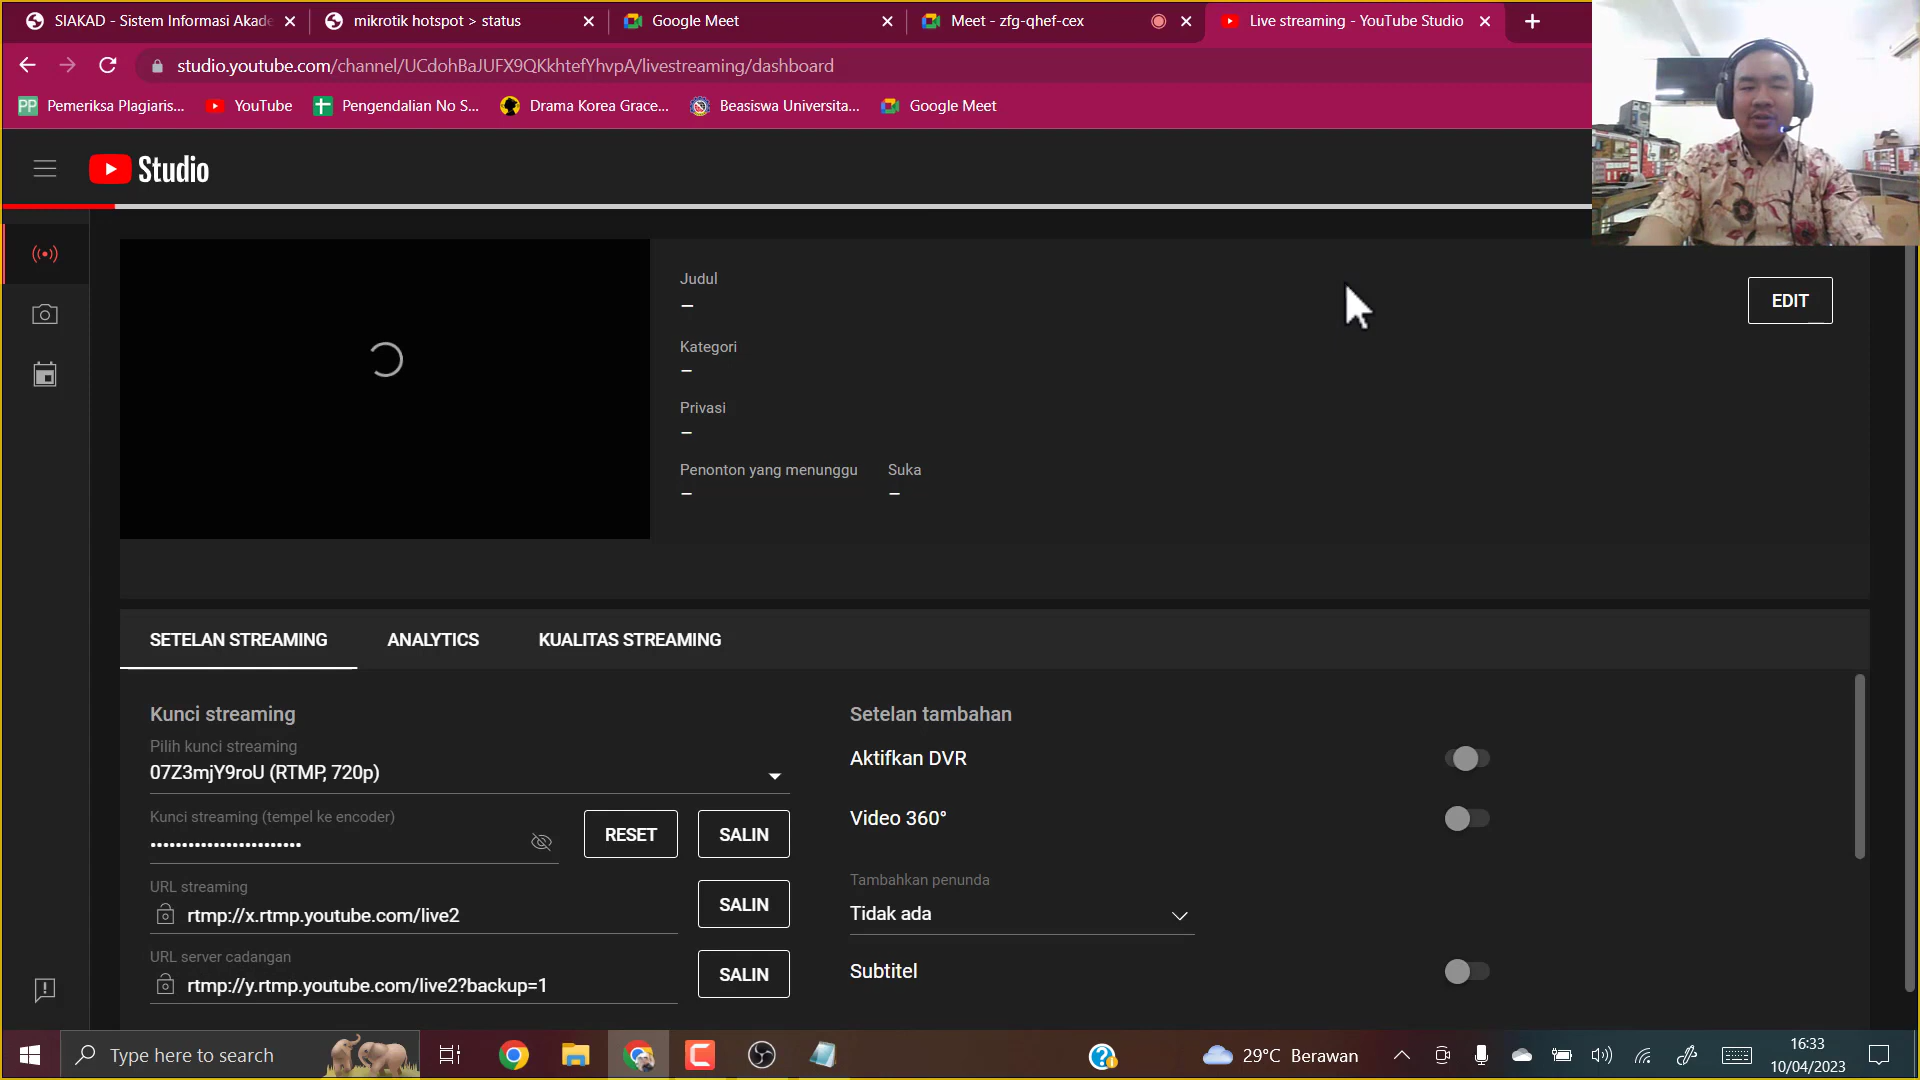 SIAKAD - Sistem Informasi Akade
mikrotik hotspot > status
Google Meet
Meet - zfg-qhef-cex
Live streaming - YouTube Studio
studio.youtube.com/channel/UCdohBaJUFX9QKkhtefYhvpA/livestreaming/dashboard
PP Pemeriksa Plagiaris...
YouTube
Pengendalian No S...
Drama Korea Grace...
Beasiswa Universita...
Google Meet
Studio
Judul
–
EDIT
Kategori
–
Privasi
–
Penonton yang menunggu Suka
– –
SETELAN STREAMING ANALYTICS KUALITAS STREAMING
Kunci streaming
Pilih kunci streaming
07Z3mjY9roU (RTMP, 720p)
Kunci streaming (tempel ke encoder)
••••••••••••••••••••••••
RESET SALIN
URL streaming
rtmp://x.rtmp.youtube.com/live2
SALIN
URL server cadangan
rtmp://y.rtmp.youtube.com/live2?backup=1
SALIN
Setelan tambahan
Aktifkan DVR
Video 360°
Tambahkan penunda
Tidak ada
Subtitel
Type here to search
29°C Berawan
16:33
10/04/2023